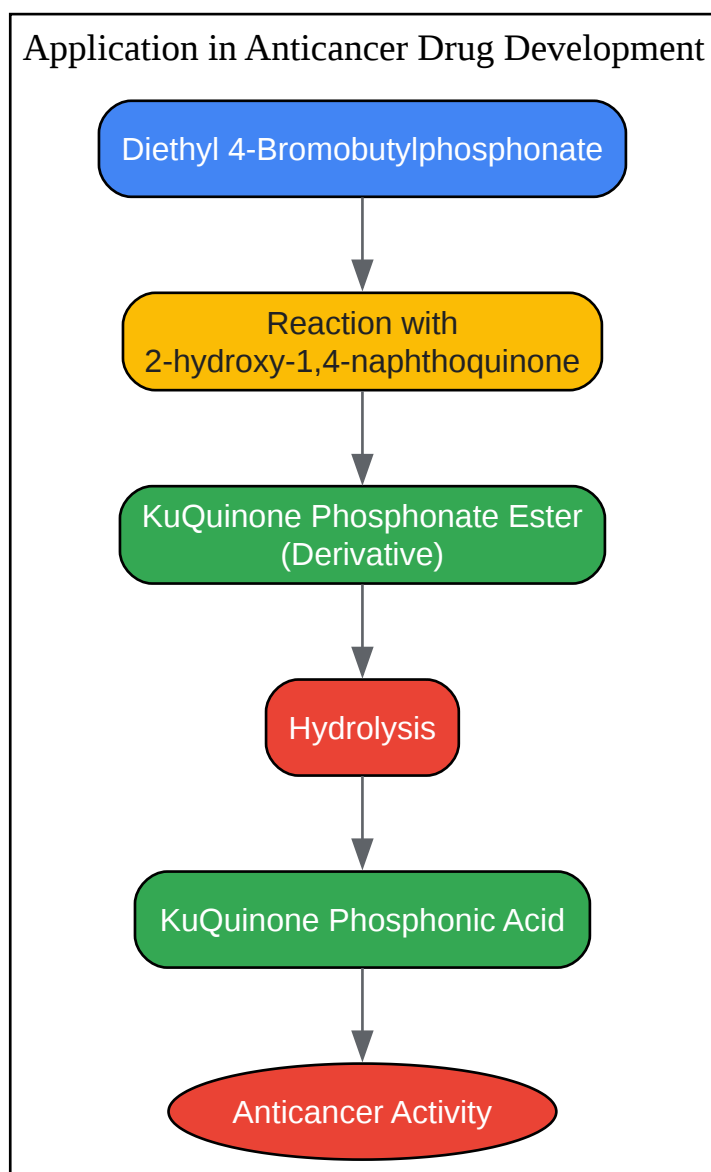 Application in Anticancer Drug Development
Diethyl 4-Bromobutylphosphonate
Reaction with
2-hydroxy-1,4-naphthoquinone
KuQuinone Phosphonate Ester
(Derivative)
Hydrolysis
KuQuinone Phosphonic Acid
Anticancer Activity